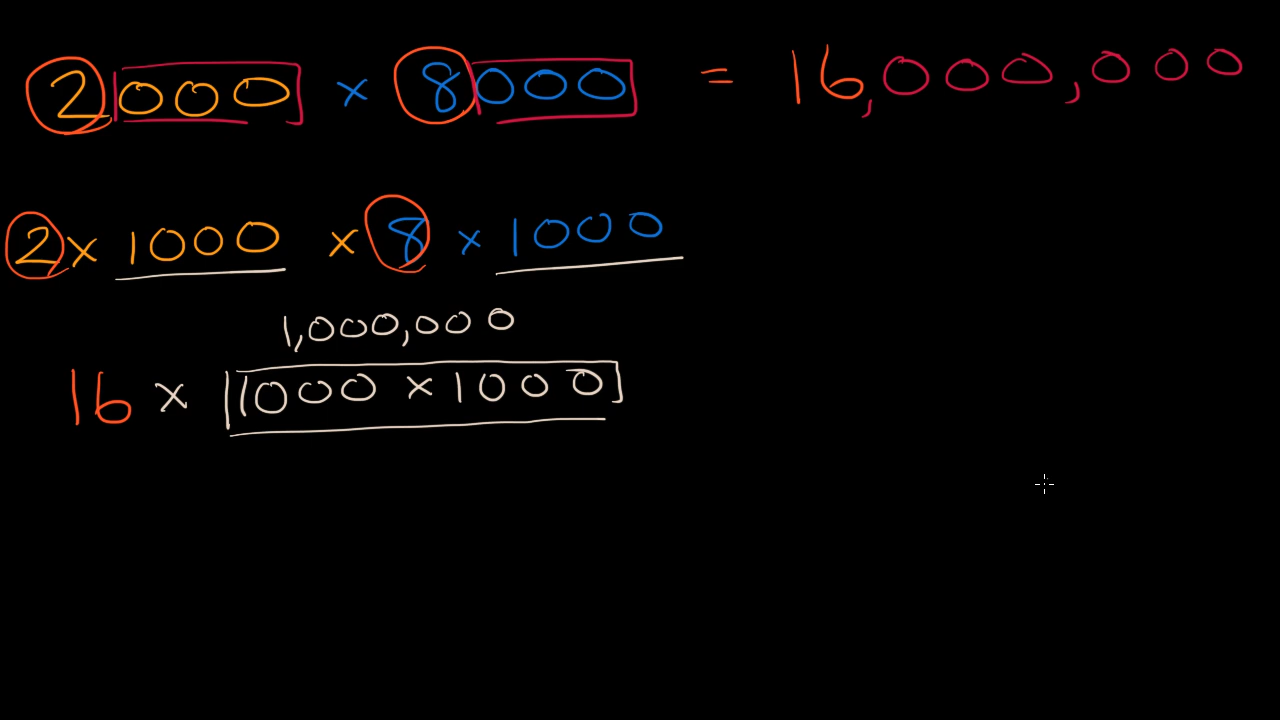 2000 × 8000 = 16,000,000
2 × 1000 × 8 × 1000
1,000,000
16 × 1000 × 1000